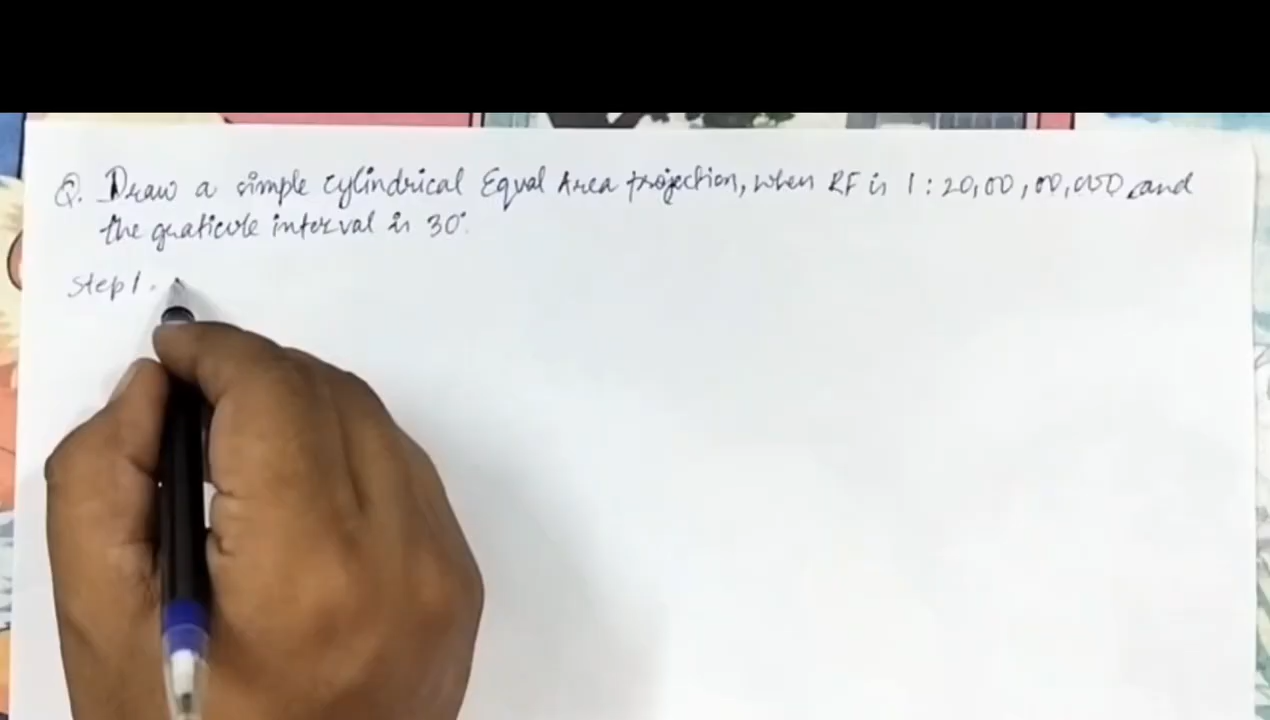 Q. Draw a simple cylindrical Equal Area projection, when RF is 1 : 20,00,00,000, and
the graticule interval is 30°.
Step 1.